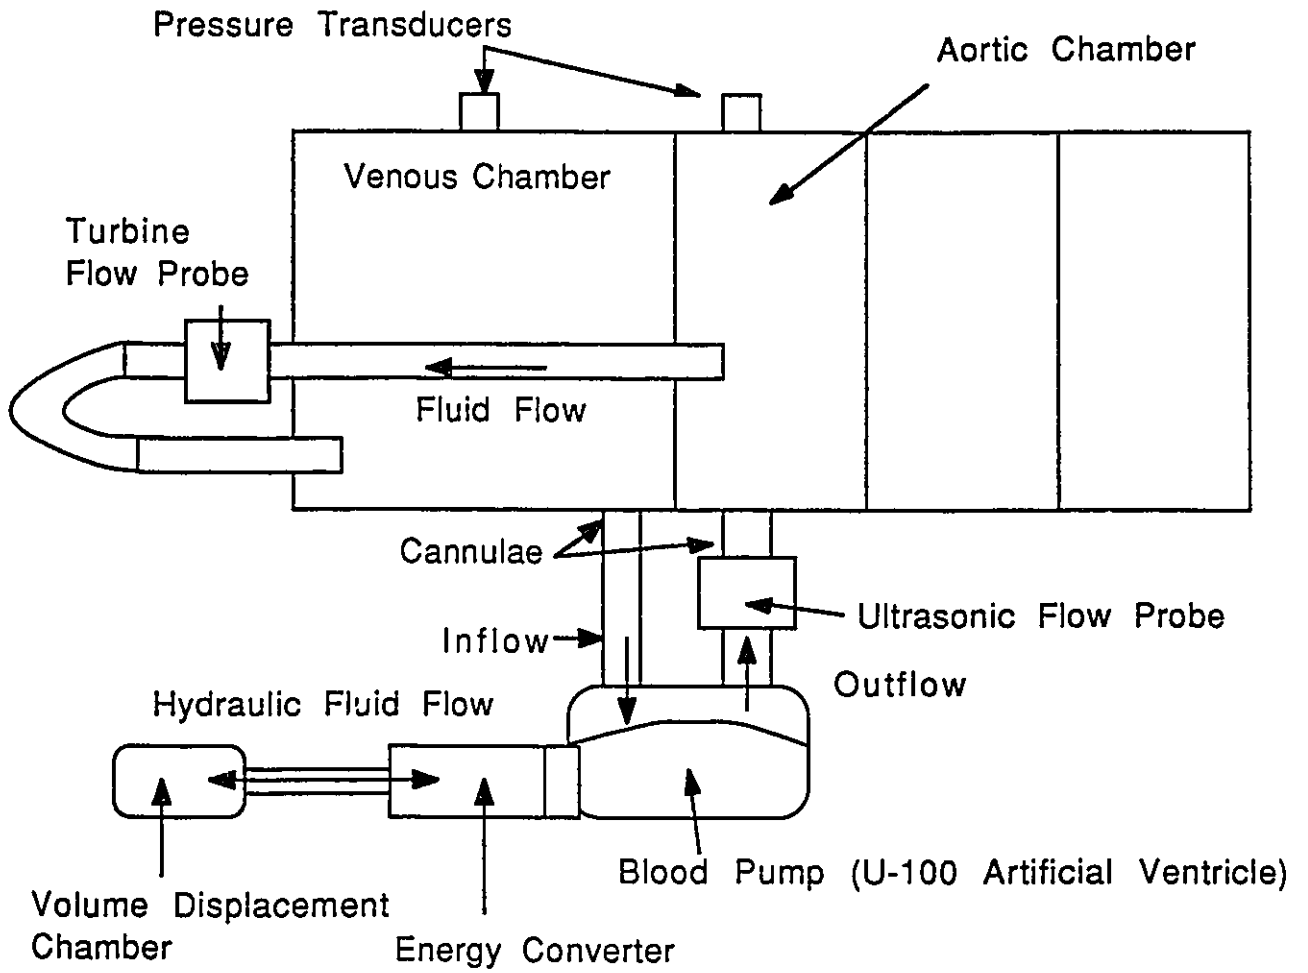 Pressure Transducers
Aortic Chamber
Venous Chamber
Turbine
Flow Probe
Fluid Flow
Cannulae
Ultrasonic Flow Probe
Inflow
Outflow
Hydraulic Fluid Flow
Blood Pump (U-100 Artificial Ventricle)
Volume Displacement
Chamber
Energy Converter